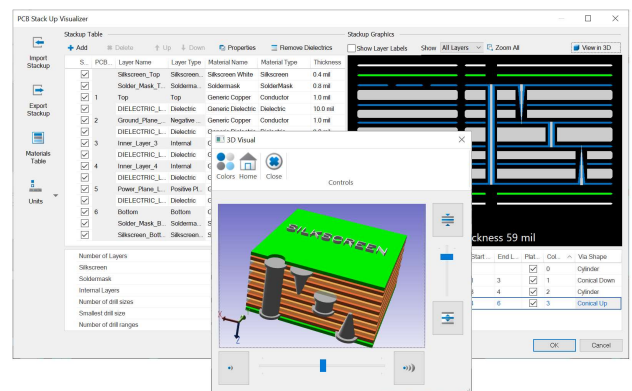 PCB Stack Up Visualizer
Stackup Table
Stackup Graphics
Add Delete Up Down Properties Remove Dielectrics
Show Layer Labels Show All Layers Zoom All View in 3D
Import Stackup
Export Stackup
Materials Table
Units
S... PCB... Layer Name Layer Type Material Name Material Type Thickness
Silkscreen_Top Silkscreen... Silkscreen White Silkscreen 0.4 mil
Solder_Mask_T... Solderma... Soldermask SolderMask 0.8 mil
1 Top Top Generic Copper Conductor 1.0 mil
DIELECTRIC_L... Dielectric Generic Dielectric Dielectric 10.0 mil
2 Ground_Plane_... Negative ... Generic Copper Conductor 1.0 mil
DIELECTRIC_L... Dielectric
3 Inner_Layer_3 Internal
DIELECTRIC_L... Dielectric
4 Inner_Layer_4 Internal
DIELECTRIC_L... Dielectric
5 Power_Plane_L... Positive Pl...
DIELECTRIC_L... Dielectric
6 Bottom Bottom
Solder_Mask_B... Solderma...
Silkscreen_Bott... Silkscreen...
3D Visual
Colors Home Close
Controls
SILKSCREEN
X
Z
ckness 59 mil
Number of Layers
Silkscreen
Soldermask
Internal Layers
Number of drill sizes
Smallest drill size
Number of drill ranges
Start... End L... Plat... Col... Via Shape
0 Cylinder
3 1 Conical Down
4 2 Cylinder
6 3 Conical Up
OK Cancel